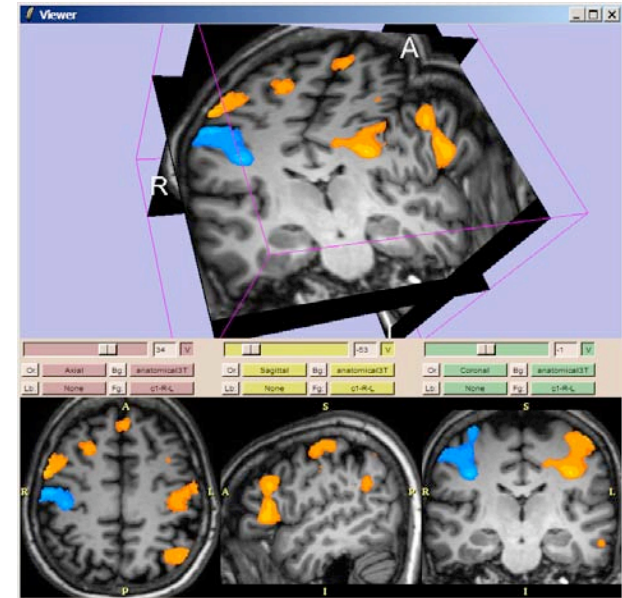 Viewer
A
R
34 V -53 V -1 V
Or Axial Bg anatomical3T Or Sagittal Bg anatomical3T Or Coronal Bg anatomical3T
Lb: None Fg: c1-R-L Lb: None Fg: c1-R-L Lb: None Fg: c1-R-L
A S S
R L A P R L
P I I